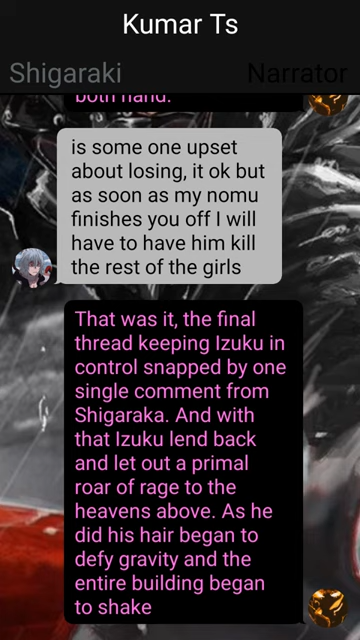 Kumar Ts
Shigaraki
Narrator
both hand.
is some one upset
about losing, it ok but
as soon as my nomu
finishes you off I will
have to have him kill
the rest of the girls
That was it, the final
thread keeping Izuku in
control snapped by one
single comment from
Shigaraka. And with
that Izuku lend back
and let out a primal
roar of rage to the
heavens above. As he
did his hair began to
defy gravity and the
entire building began
to shake